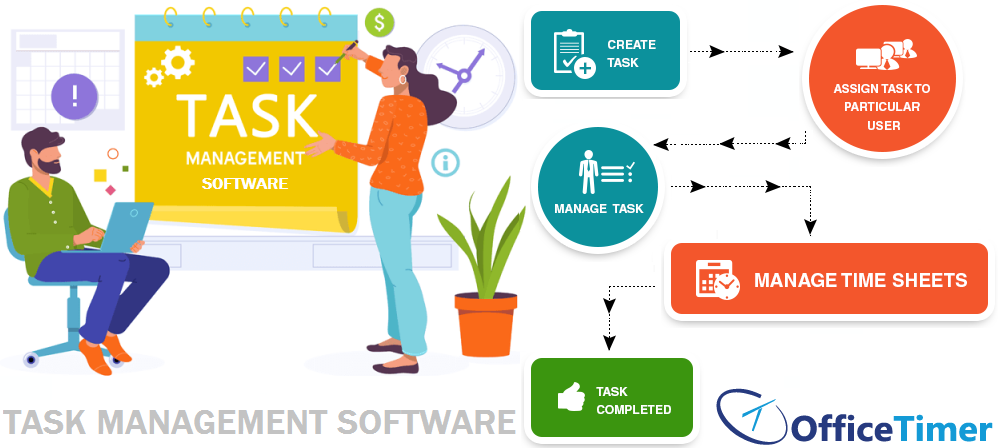 $
!
TASK
MANAGEMENT
SOFTWARE
i
TASK MANAGEMENT SOFTWARE
CREATE
TASK
ASSIGN TASK TO
PARTICULAR
USER
MANAGE TASK
MANAGE TIME SHEETS
TASK
COMPLETED
OfficeTimer